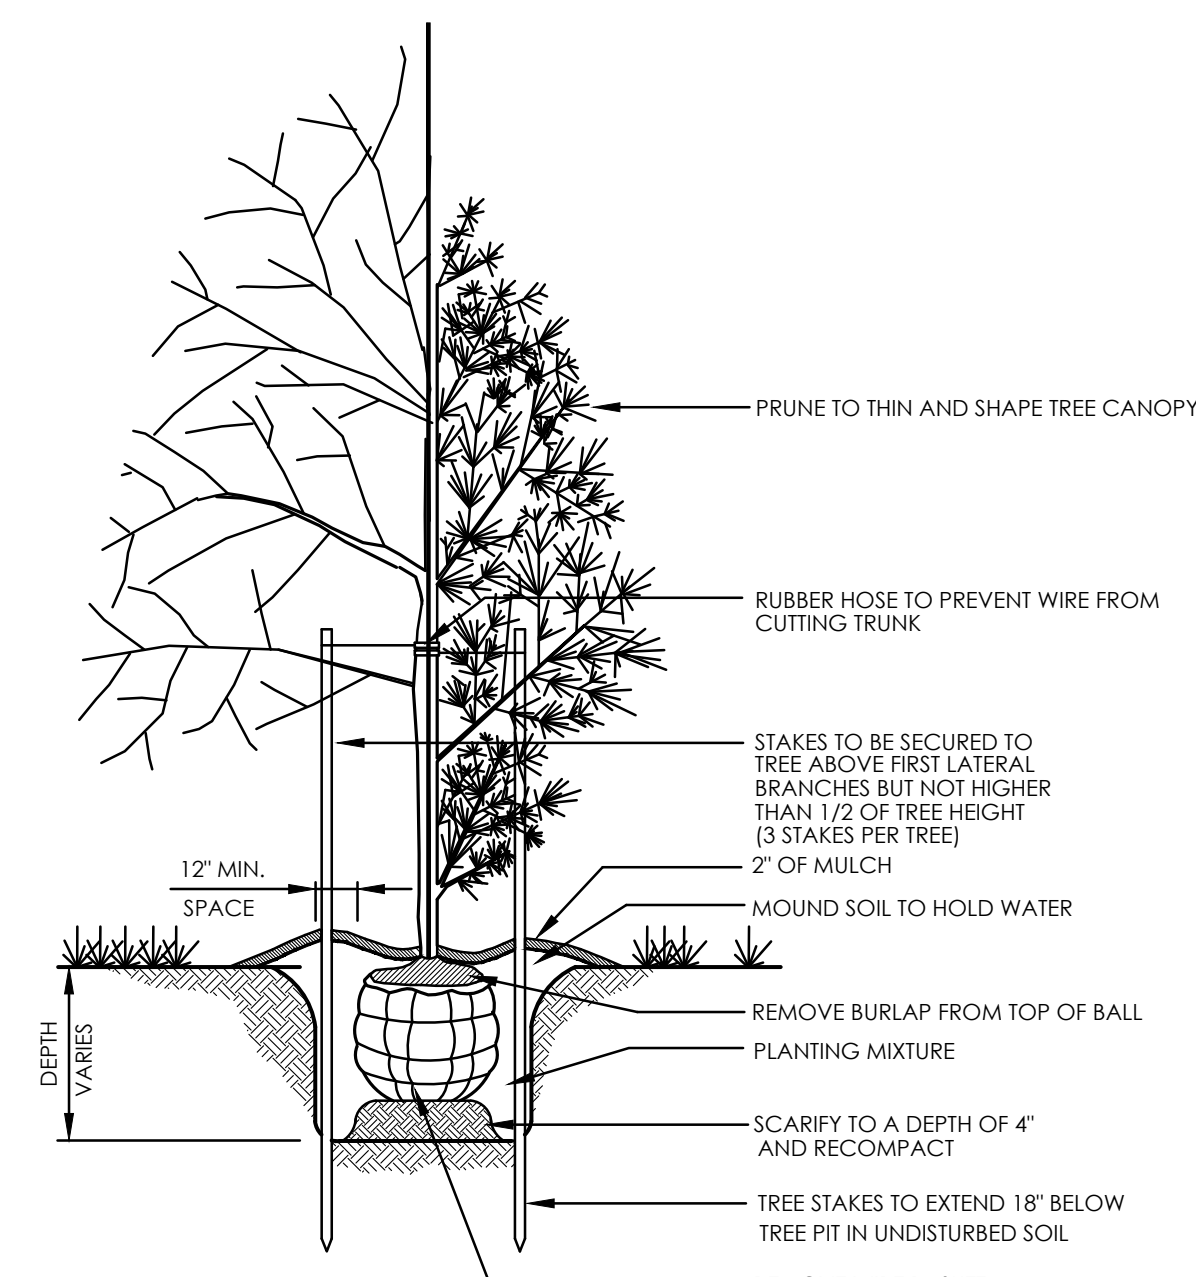 PRUNE TO THIN AND SHAPE TREE CANOPY
RUBBER HOSE TO PREVENT WIRE FROM
CUTTING TRUNK
STAKES TO BE SECURED TO
TREE ABOVE FIRST LATERAL
BRANCHES BUT NOT HIGHER
THAN 1/2 OF TREE HEIGHT
(3 STAKES PER TREE)
12" MIN.
SPACE
2" OF MULCH
MOUND SOIL TO HOLD WATER
REMOVE BURLAP FROM TOP OF BALL
DEPTH
VARIES
PLANTING MIXTURE
SCARIFY TO A DEPTH OF 4"
AND RECOMPACT
TREE STAKES TO EXTEND 18" BELOW
TREE PIT IN UNDISTURBED SOIL